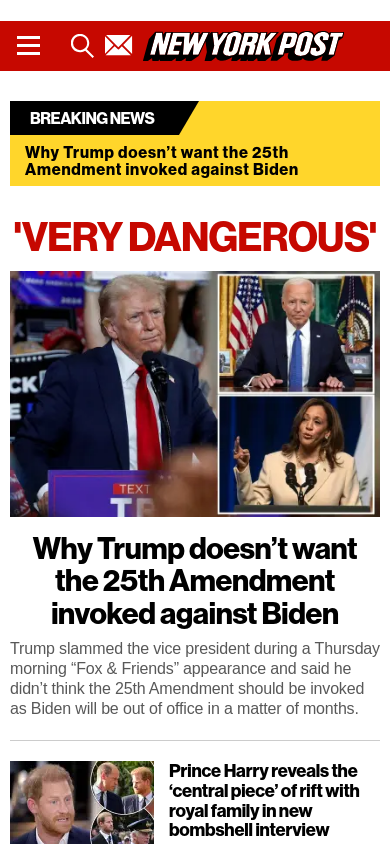 NEW YORK POST
BREAKING NEWS
Why Trump doesn’t want the 25th
Amendment invoked against Biden
'VERY DANGEROUS'
TEXT
Why Trump doesn’t want
the 25th Amendment
invoked against Biden
Trump slammed the vice president during a Thursday
morning “Fox & Friends” appearance and said he
didn’t think the 25th Amendment should be invoked
as Biden will be out of office in a matter of months.
Prince Harry reveals the
‘central piece’ of rift with
royal family in new
bombshell interview